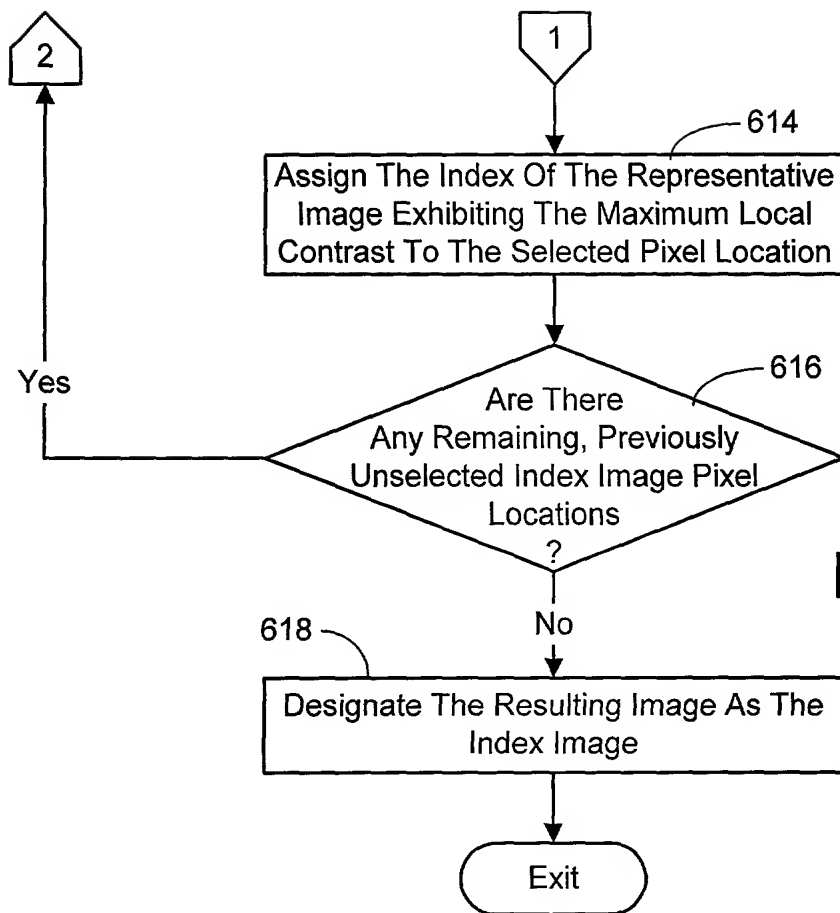 2
1
614
Assign The Index Of The Representative
Image Exhibiting The Maximum Local
Contrast To The Selected Pixel Location
616
Yes
Are There
Any Remaining, Previously
Unselected Index Image Pixel
Locations
?
No
618
Designate The Resulting Image As The
Index Image
Exit